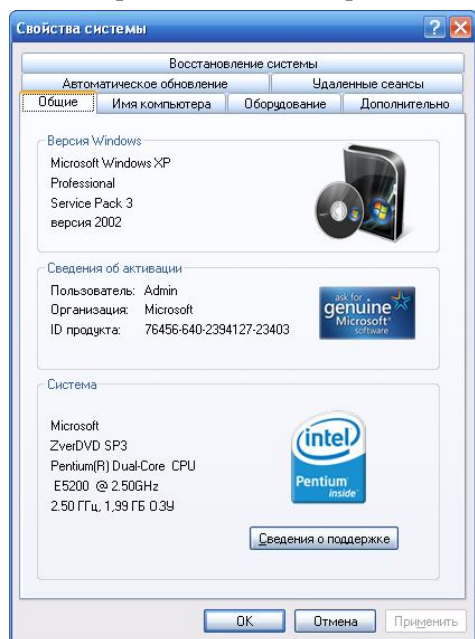 Свойства системы
Восстановление системы
Автоматическое обновление Удаленные сеансы
Общие Имя компьютера Оборудование Дополнительно
Версия Windows
Microsoft Windows XP
Professional
Service Pack 3
версия 2002
Сведения об активации
Пользователь: Admin
Организация: Microsoft
ID продукта: 76456-640-2394127-23403
ask for
genuine
Microsoft®
software
Система
Microsoft
ZverDVD SP3
Pentium(R) Dual-Core CPU
E5200 @ 2.50GHz
2.50 ГГц, 1,99 ГБ ОЗУ
intel
Pentium
inside
Сведения о поддержке
OK Отмена Применить